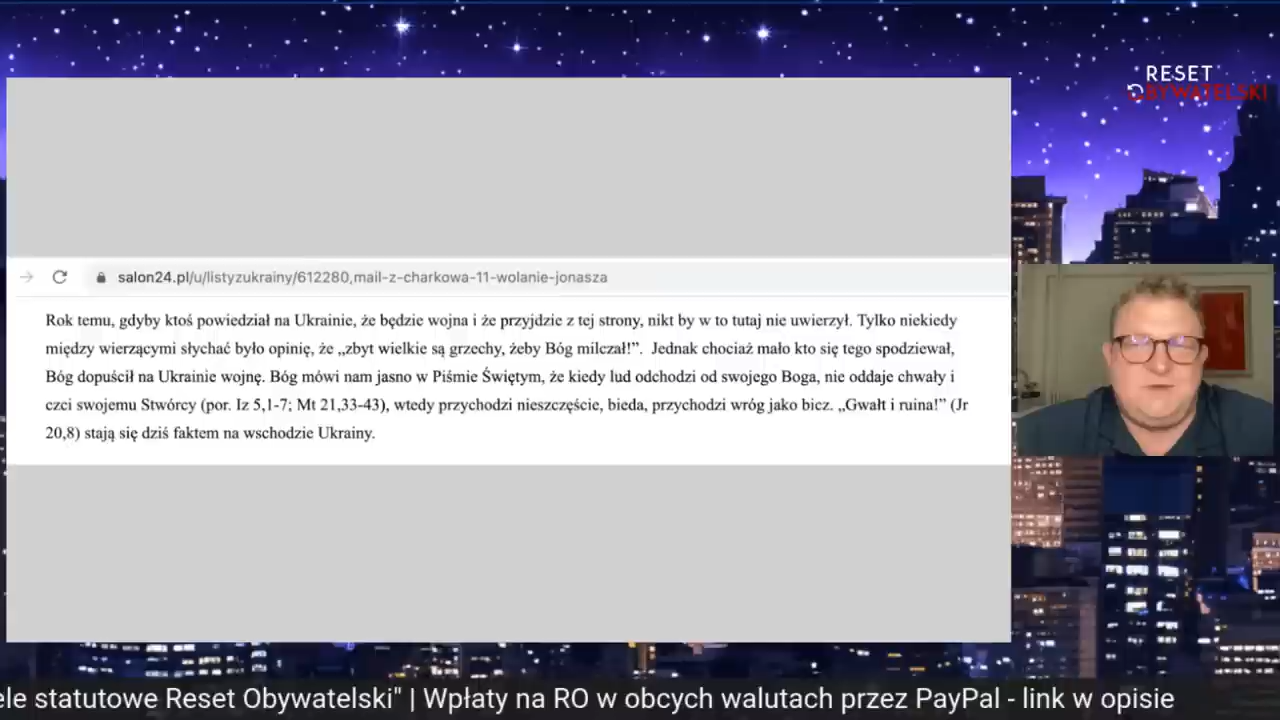 RESET
OBYWATELSKI
salon24.pl/u/listyzukrainy/612280,mail-z-charkowa-11-wolanie-jonasza
Rok temu, gdyby ktoś powiedział na Ukrainie, że będzie wojna i że przyjdzie z tej strony, nikt by w to tutaj nie uwierzył. Tylko niekiedy
między wierzącymi słychać było opinię, że „zbyt wielkie są grzechy, żeby Bóg milczał!”. Jednak chociaż mało kto się tego spodziewał,
Bóg dopuścił na Ukrainie wojnę. Bóg mówi nam jasno w Piśmie Świętym, że kiedy lud odchodzi od swojego Boga, nie oddaje chwały i
czci swojemu Stwórcy (por. Iz 5,1-7; Mt 21,33-43), wtedy przychodzi nieszczęście, bieda, przychodzi wróg jako bicz. „Gwałt i ruina!” (Jr
20,8) stają się dziś faktem na wschodzie Ukrainy.
ele statutowe Reset Obywatelski" | Wpłaty na RO w obcych walutach przez PayPal - link w opisie